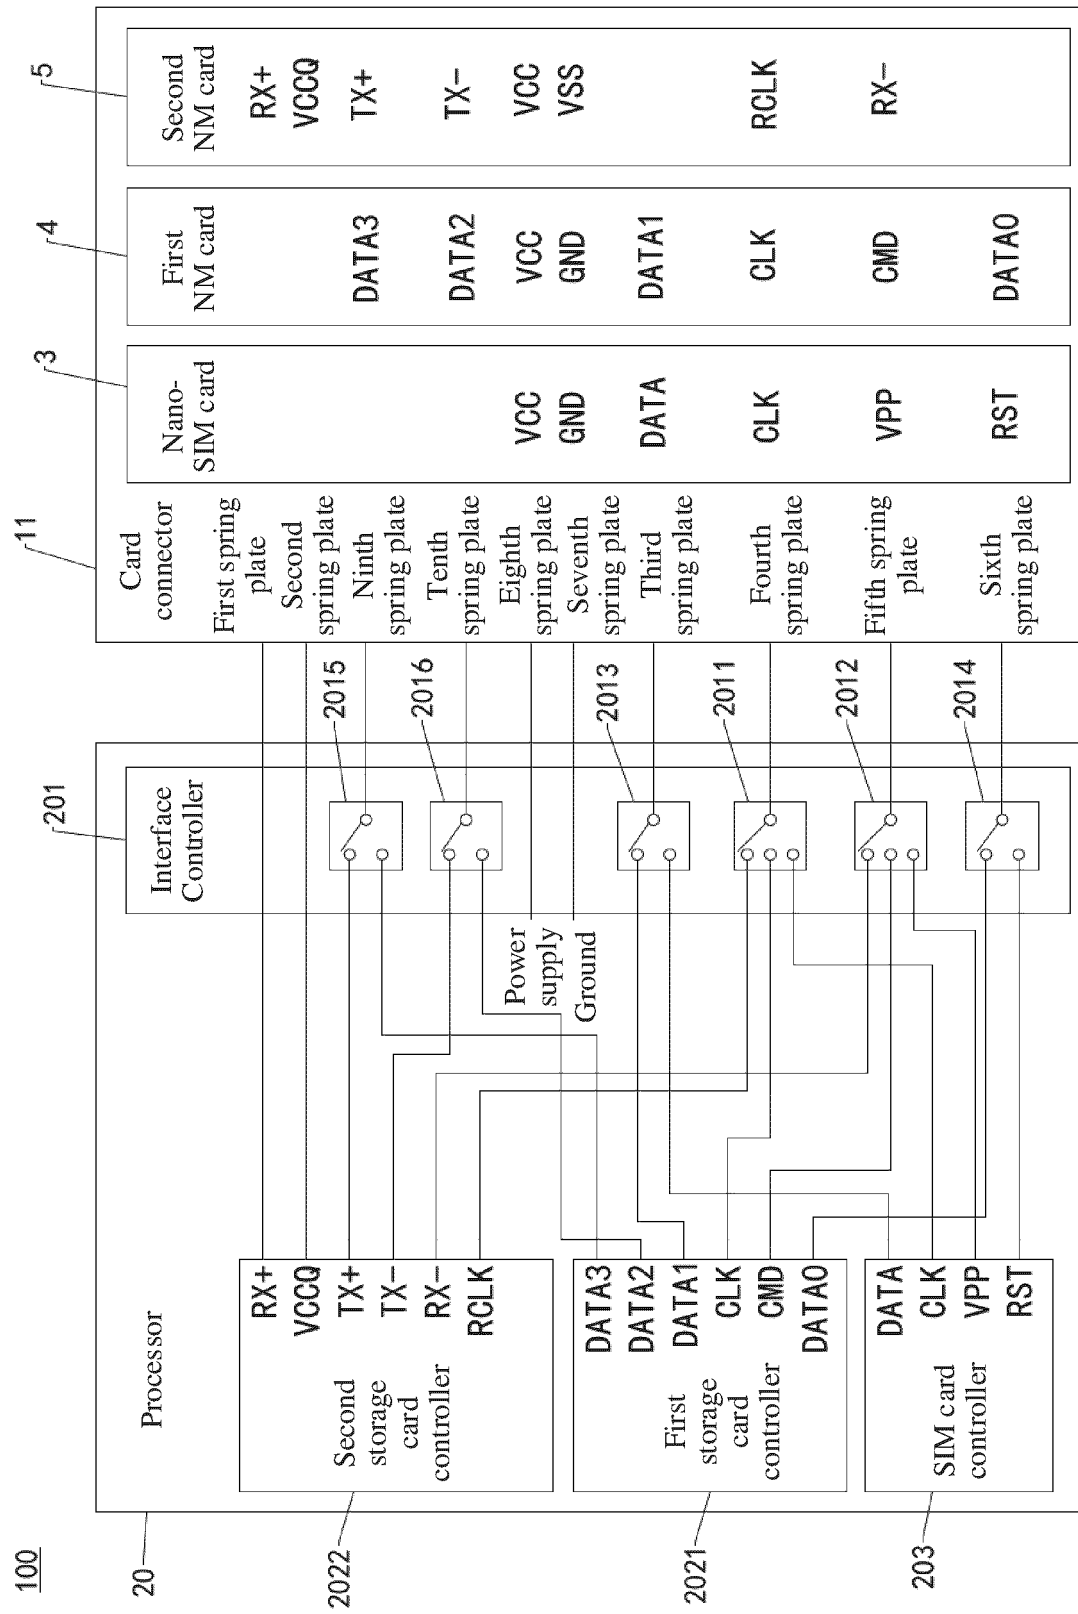 100
20
Processor
2022
Second
storage
card
controller
RX+
VCCQ
TX+
TX-
RX-
RCLK
2021
First
storage
card
controller
DATA3
DATA2
DATA1
CLK
CMD
DATA0
203
SIM card
controller
DATA
CLK
VPP
RST
201
Interface
Controller
Power
supply
Ground
2015
2016
2013
2011
2012
2014
11
Card
connector
First spring
plate
Second
spring plate
Ninth
spring plate
Tenth
spring plate
Eighth
spring plate
Seventh
spring plate
Third
spring plate
Fourth
spring plate
Fifth spring
plate
Sixth
spring plate
3
Nano-
SIM card
VCC
GND
DATA
CLK
VPP
RST
4
First
NM card
DATA3
DATA2
VCC
GND
DATA1
CLK
CMD
DATA0
5
Second
NM card
RX+
VCCQ
TX+
TX-
VCC
VSS
RCLK
RX-